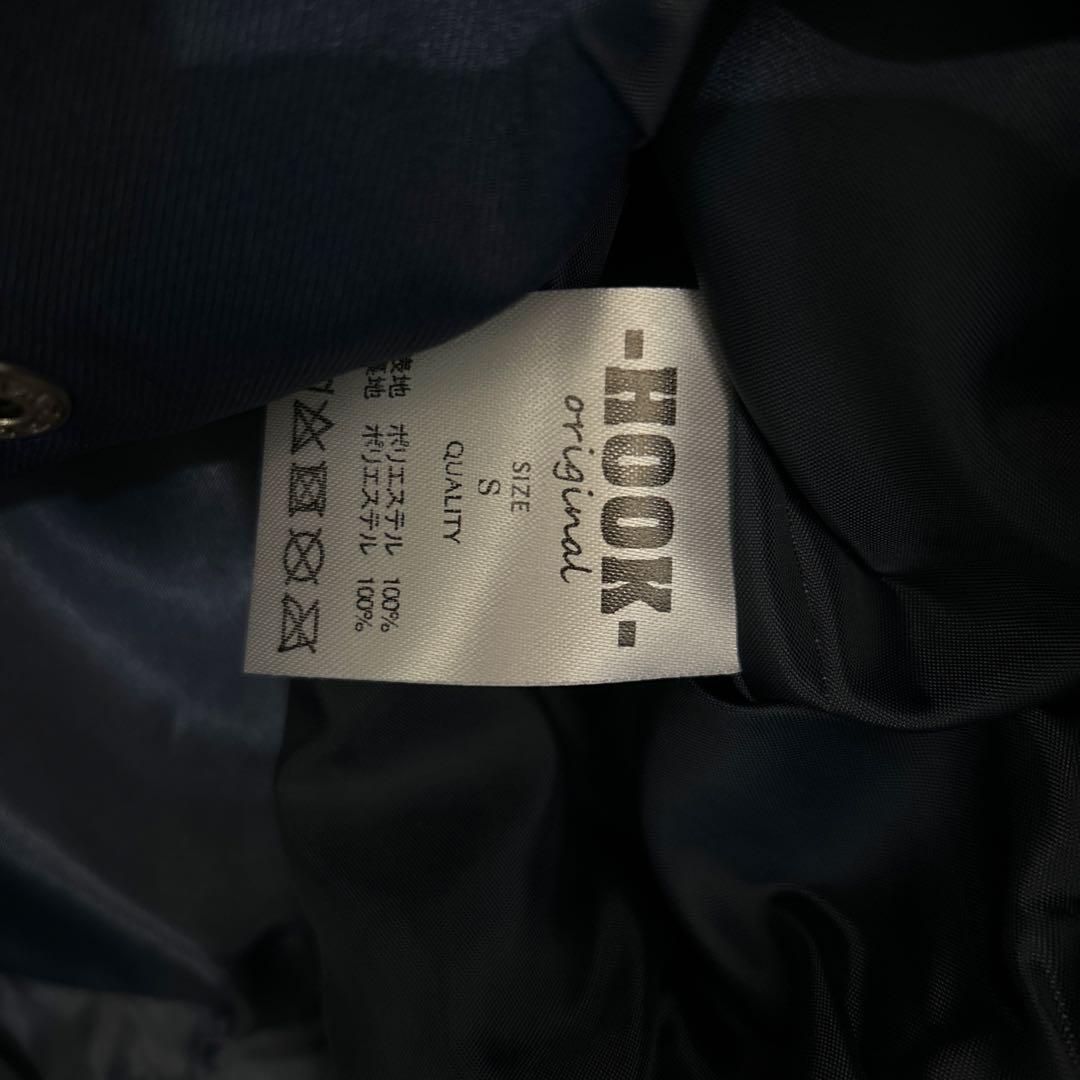 -HOOK-
original
SIZE
S
QUALITY
表地 ポリエステル 100%
裏地 ポリエステル 100%